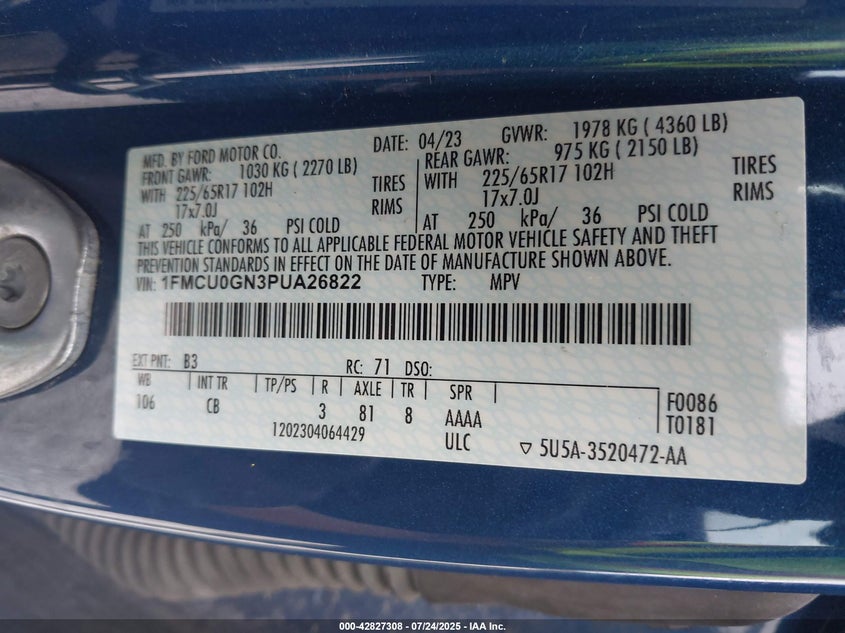 MFD. BY FORD MOTOR CO. DATE: 04/23 GVWR: 1978 KG ( 4360 LB)
FRONT GAWR: 1030 KG ( 2270 LB) REAR GAWR: 975 KG ( 2150 LB)
WITH 225/65R17 102H TIRES WITH 225/65R17 102H TIRES
17x7.0J RIMS 17x7.0J RIMS
AT 250 kPa/ 36 PSI COLD AT 250 kPa/ 36 PSI COLD
THIS VEHICLE CONFORMS TO ALL APPLICABLE FEDERAL MOTOR VEHICLE SAFETY AND THEFT
PREVENTION STANDARDS IN EFFECT ON THE DATE OF MANUFACTURE SHOWN ABOVE.
VIN: 1FMCU0GN3PUA26822 TYPE: MPV
EXT PNT: B3 RC: 71 DSO:
WB INT TR TP/PS R AXLE TR SPR F0086
106 CB 3 81 8 AAAA T0181
1202304064429 ULC ▽ 5U5A-3520472-AA
000-42827308 | 07/24/2025 - IAA Inc.